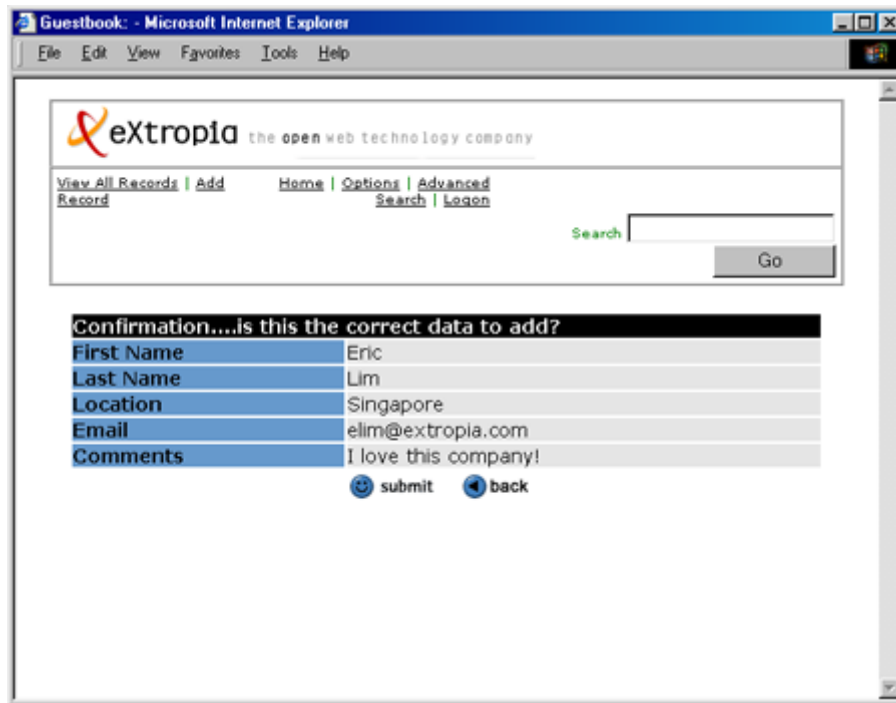 Guestbook: - Microsoft Internet Explorer
File Edit View Favorites Tools Help
eXtropia the open web technology company
View All Records | Add Record
Home | Options | Advanced Search | Logon
Search
Go
Confirmation....is this the correct data to add?
First Name Eric
Last Name Lim
Location Singapore
Email elim@extropia.com
Comments I love this company!
submit back